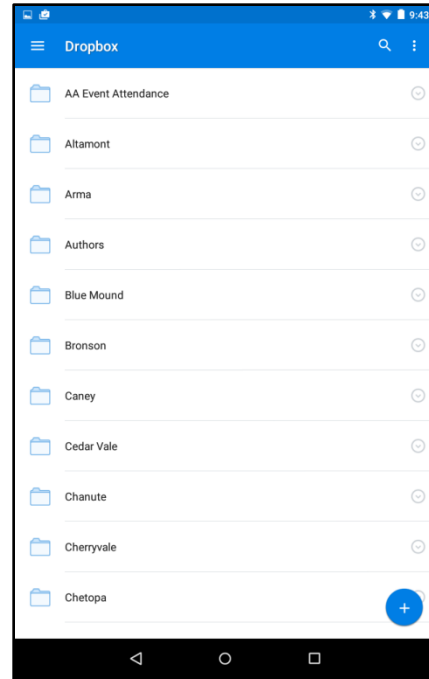 9:43
Dropbox
AA Event Attendance
Altamont
Arma
Authors
Blue Mound
Bronson
Caney
Cedar Vale
Chanute
Cherryvale
Chetopa